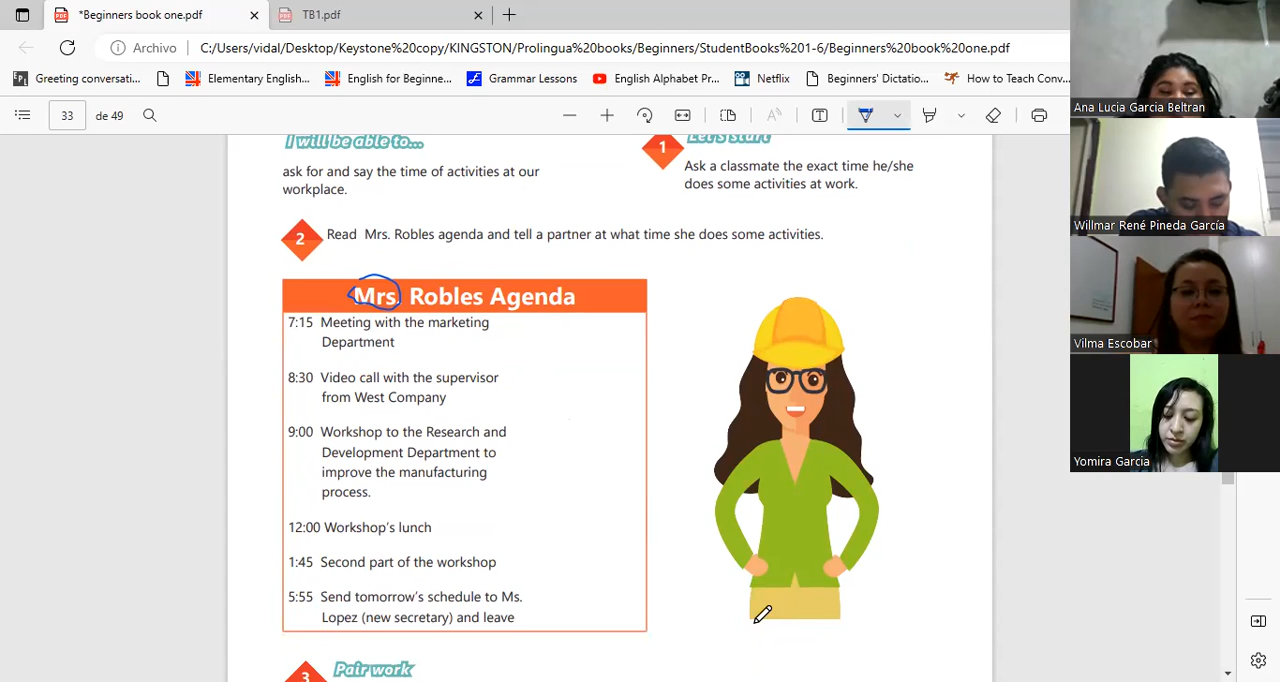 *Beginners book one.pdf
TB1.pdf
Archivo
C:/Users/vidal/Desktop/Keystone%20copy/KINGSTON/Prolingua%20books/Beginners/StudentBooks%201-6/Beginners%20book%20one.pdf
Greeting conversati...
Elementary English...
English for Beginne...
Grammar Lessons
English Alphabet Pr...
Netflix
Beginners' Dictatio...
How to Teach Conv...
33
de 49
I will be able to...
ask for and say the time of activities at our
workplace.
1
Let's start
Ask a classmate the exact time he/she
does some activities at work.
2
Read Mrs. Robles agenda and tell a partner at what time she does some activities.
Mrs. Robles Agenda
7:15 Meeting with the marketing
Department
8:30 Video call with the supervisor
from West Company
9:00 Workshop to the Research and
Development Department to
improve the manufacturing
process.
12:00 Workshop's lunch
1:45 Second part of the workshop
5:55 Send tomorrow's schedule to Ms.
Lopez (new secretary) and leave
3
Pair work
Ana Lucia Garcia Beltran
Willmar René Pineda García
Vilma Escobar
Yomira Garcia